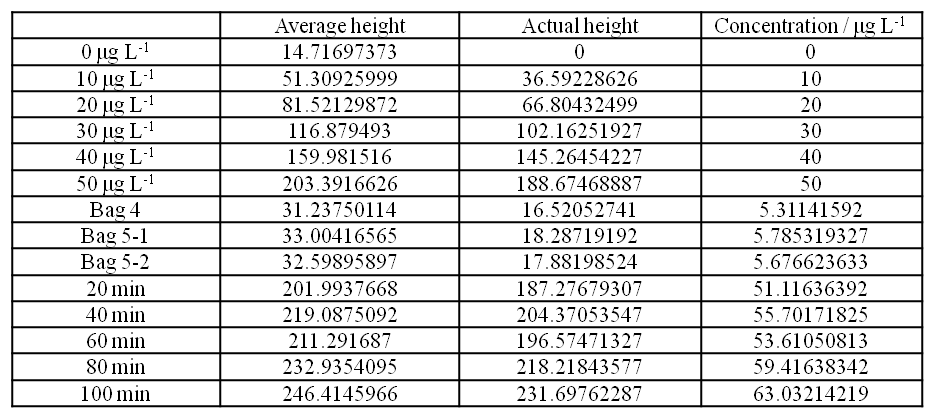 Average height Actual height Concentration / μg L⁻¹
0 μg L⁻¹ 14.71697373 0 0
10 μg L⁻¹ 51.30925999 36.59228626 10
20 μg L⁻¹ 81.52129872 66.80432499 20
30 μg L⁻¹ 116.879493 102.16251927 30
40 μg L⁻¹ 159.981516 145.26454227 40
50 μg L⁻¹ 203.3916626 188.67468887 50
Bag 4 31.23750114 16.52052741 5.31141592
Bag 5-1 33.00416565 18.28719192 5.785319327
Bag 5-2 32.59895897 17.88198524 5.676623633
20 min 201.9937668 187.27679307 51.11636392
40 min 219.0875092 204.37053547 55.70171825
60 min 211.291687 196.57471327 53.61050813
80 min 232.9354095 218.21843577 59.41638342
100 min 246.4145966 231.69762287 63.03214219